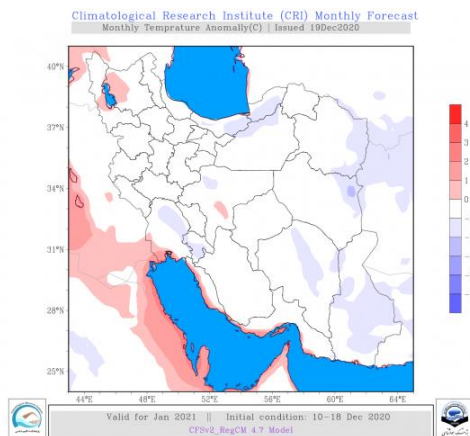 Climatological Research Institute (CRI) Monthly Forecast
Monthly Temprature Anomaly(C) | Issued 19Dec2020
40°N
37°N
34°N
31°N
28°N
25°N
4
3
2
1
0
44°E 48°E 52°E 56°E 60°E 64°E
Valid for Jan 2021 || Initial condition: 10-18 Dec 2020
CFSv2_RegCM 4.7 Model